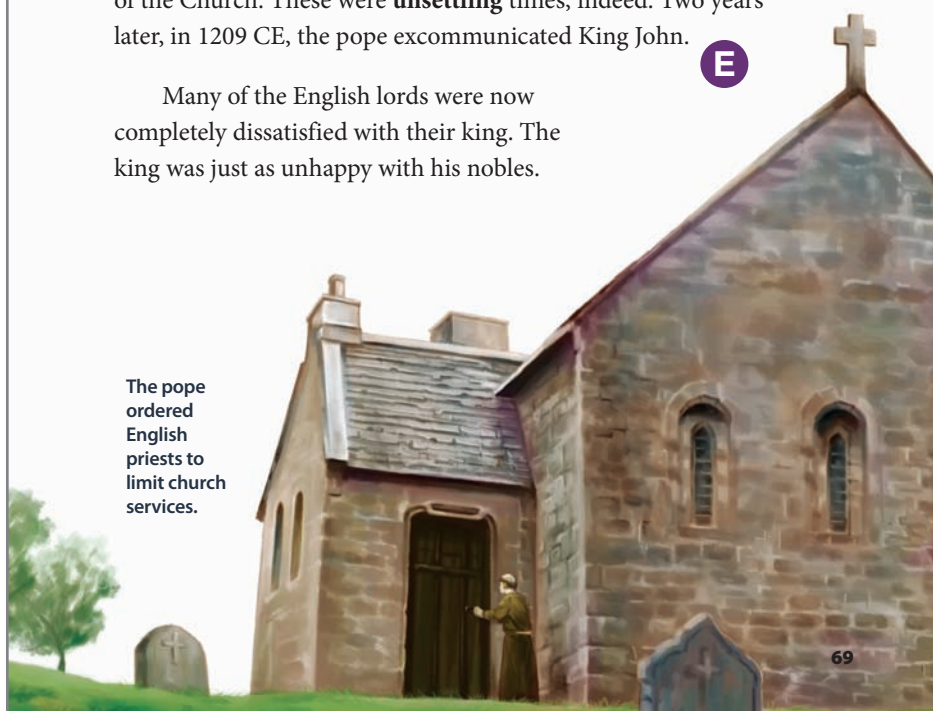 of the Church. These were unsettling times, indeed. Two years
later, in 1209 CE, the pope excommunicated King John.
E
Many of the English lords were now
completely dissatisfied with their king. The
king was just as unhappy with his nobles.
The pope
ordered
English
priests to
limit church
services.
69